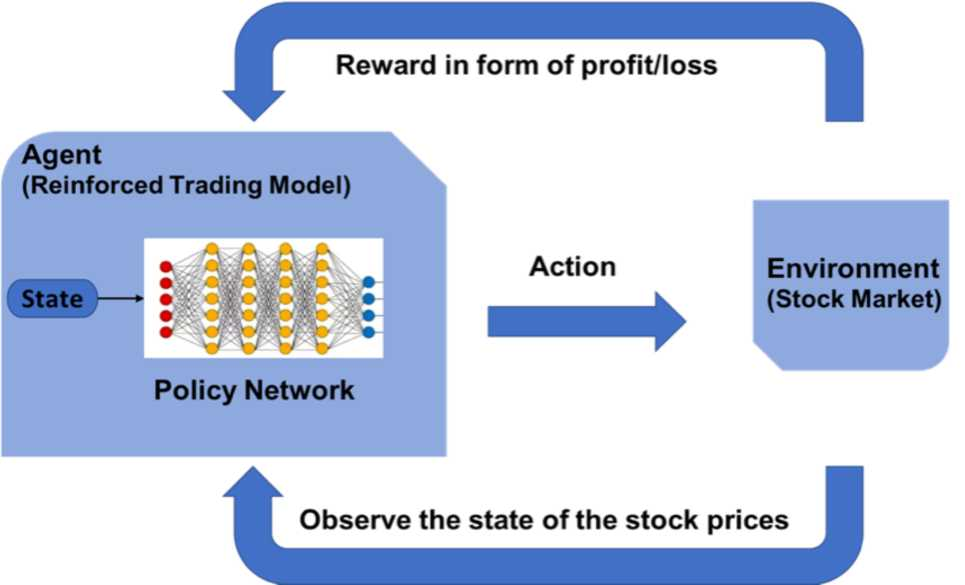 Reward in form of profit/loss
Agent
(Reinforced Trading Model)
State
Policy Network
Action
Environment
(Stock Market)
Observe the state of the stock prices